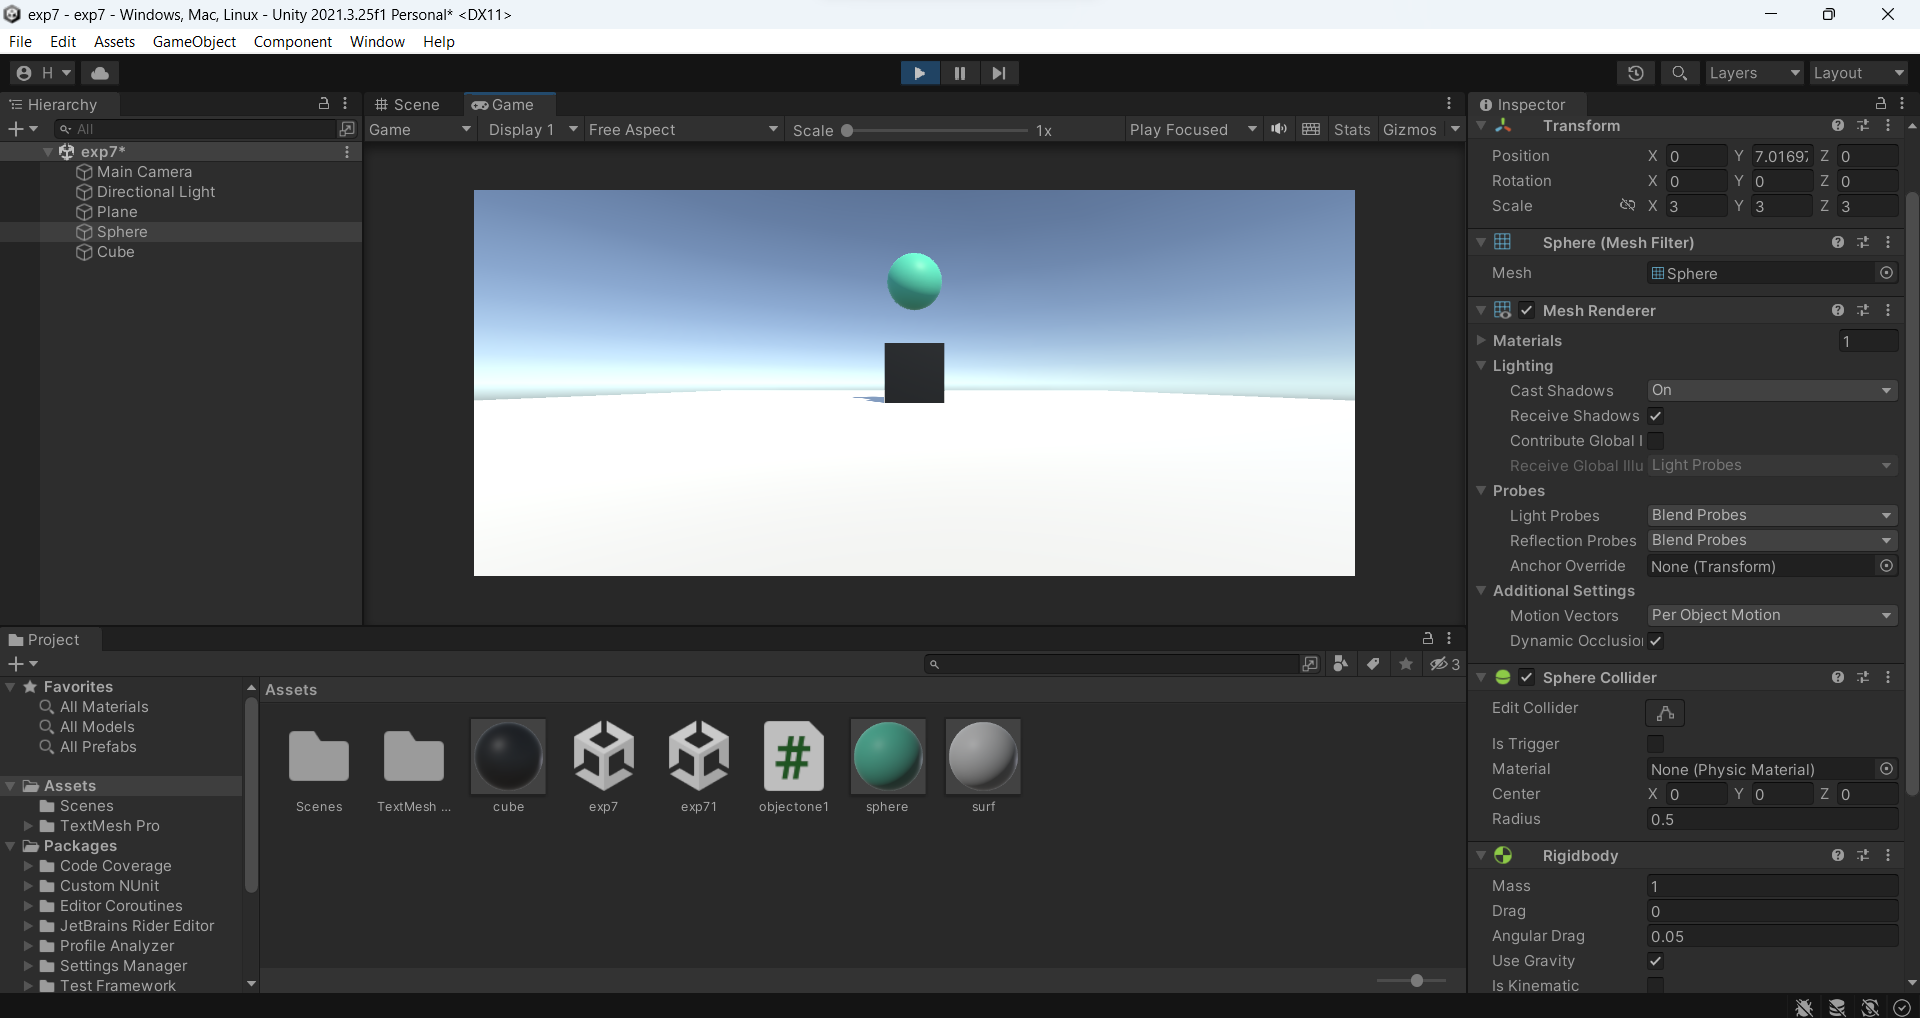 exp7 - exp7 - Windows, Mac, Linux - Unity 2021.3.25f1 Personal* <DX11>
File Edit Assets GameObject Component Window Help
H Layers Layout
Hierarchy
All
exp7*
Main Camera
Directional Light
Plane
Sphere
Cube
Scene Game
Game Display 1 Free Aspect Scale 1x Play Focused Stats Gizmos
Inspector
Transform
Position X 0 Y 7.0169 Z 0
Rotation X 0 Y 0 Z 0
Scale X 3 Y 3 Z 3
Sphere (Mesh Filter)
Mesh Sphere
Mesh Renderer
Materials 1
Lighting
Cast Shadows On
Receive Shadows
Contribute Global I
Receive Global Illu Light Probes
Probes
Light Probes Blend Probes
Reflection Probes Blend Probes
Anchor Override None (Transform)
Additional Settings
Motion Vectors Per Object Motion
Dynamic Occlusio
Sphere Collider
Edit Collider
Is Trigger
Material None (Physic Material)
Center X 0 Y 0 Z 0
Radius 0.5
Rigidbody
Mass 1
Drag 0
Angular Drag 0.05
Use Gravity
Is Kinematic
Project
3
Favorites
All Materials
All Models
All Prefabs
Assets
Scenes
TextMesh Pro
Packages
Code Coverage
Custom NUnit
Editor Coroutines
JetBrains Rider Editor
Profile Analyzer
Settings Manager
Test Framework
Assets
#
Scenes TextMesh ... cube exp7 exp71 objectone1 sphere surf